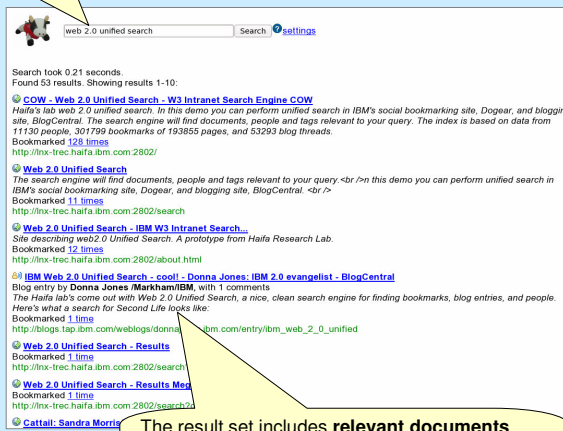 web 2.0 unified search Search ? settings
Search took 0.21 seconds.
Found 53 results. Showing results 1-10:
COW - Web 2.0 Unified Search - W3 Intranet Search Engine COW
Haifa's lab web 2.0 unified search. In this demo you can perform unified search in IBM's social bookmarking site, Dogear, and bloggin
site, BlogCentral. The search engine will find documents, people and tags relevant to your query. The index is based on data from
11130 people, 301799 bookmarks of 193855 pages, and 53293 blog threads.
Bookmarked 128 times
http://lnx-trec.haifa.ibm.com:2802/
Web 2.0 Unified Search
The search engine will find documents, people and tags relevant to your query.<br />n this demo you can perform unified search in
IBM's social bookmarking site, Dogear, and blogging site, BlogCentral. <br />
Bookmarked 11 times
http://lnx-trec.haifa.ibm.com:2802/search
Web 2.0 Unified Search - IBM W3 Intranet Search...
Site describing web2.0 Unified Search. A prototype from Haifa Research Lab.
Bookmarked 12 times
http://lnx-trec.haifa.ibm.com:2802/about.html
IBM Web 2.0 Unified Search - cool! - Donna Jones: IBM 2.0 evangelist - BlogCentral
Blog entry by Donna Jones /Markham/IBM, with 1 comments
The Haifa lab's come out with Web 2.0 Unified Search, a nice, clean search engine for finding bookmarks, blog entries, and people.
Here's what a search for Second Life looks like:
Bookmarked 1 time
http://blogs.tap.ibm.com/weblogs/donna ibm.com/entry/ibm_web_2_0_unified
Web 2.0 Unified Search - Results
Bookmarked 1 time
http://lnx-trec.haifa.ibm.com:2802/search
Web 2.0 Unified Search - Results Meg
Bookmarked 1 time
http://lnx-trec.haifa.ibm.com:2802/search?
Cattail: Sandra Morris
The result set includes relevant documents